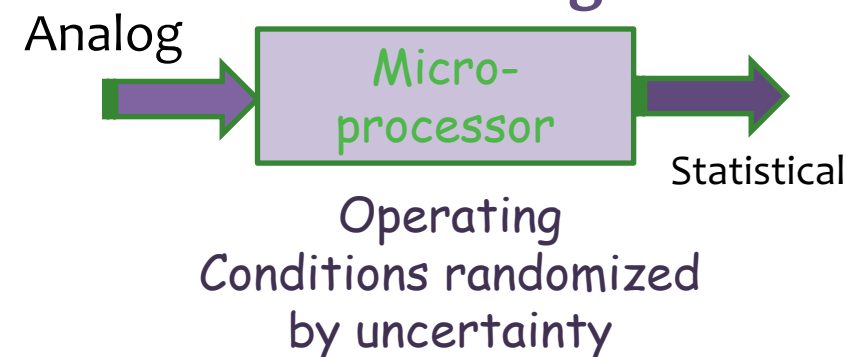 Analog
Micro-
processor
Statistical
Operating
Conditions randomized
by uncertainty